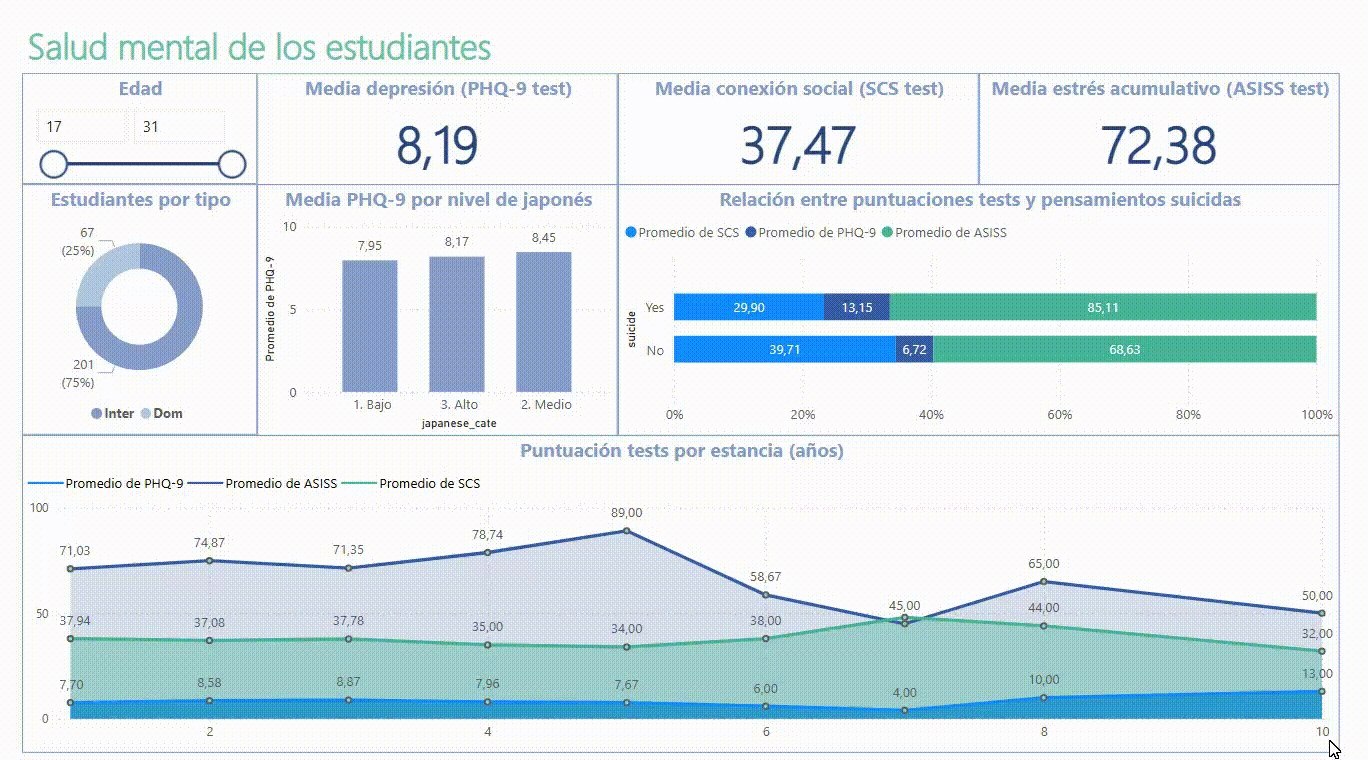 Salud mental de los estudiantes
Edad
17 31
Media depresión (PHQ-9 test)
8,19
Media conexión social (SCS test)
37,47
Media estrés acumulativo (ASISS test)
72,38
Estudiantes por tipo
67
(25%)
201
(75%)
Inter Dom
Media PHQ-9 por nivel de japonés
Promedio de PHQ-9
10
5
0
7,95 8,17 8,45
1. Bajo 3. Alto 2. Medio
japanese_cate
Relación entre puntuaciones tests y pensamientos suicidas
Promedio de SCS Promedio de PHQ-9 Promedio de ASISS
suicide
Yes 29,90 13,15 85,11
No 39,71 6,72 68,63
0% 20% 40% 60% 80% 100%
Puntuación tests por estancia (años)
Promedio de PHQ-9 Promedio de ASISS Promedio de SCS
100
50
0
71,03 74,87 71,35 78,74 89,00 58,67 45,00 65,00 50,00
37,94 37,08 37,78 35,00 34,00 38,00 44,00 32,00
7,70 8,58 8,87 7,96 7,67 6,00 4,00 10,00 13,00
2 4 6 8 10